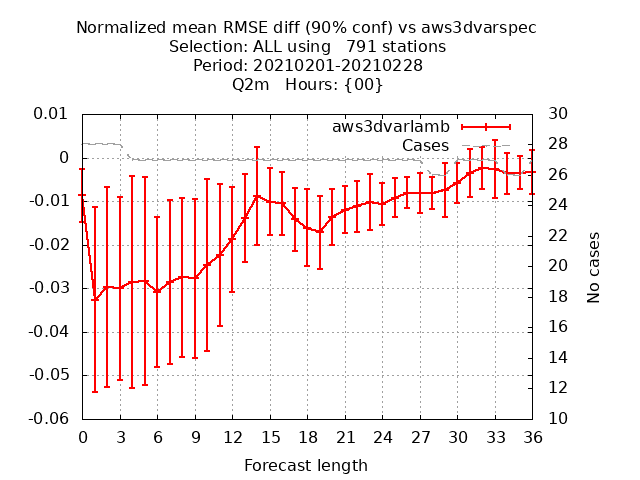 Normalized mean RMSE diff (90% conf) vs aws3dvarspec
Selection: ALL using   791 stations
Period: 20210201-20210228
Q2m   Hours: {00}
aws3dvarlamb
Cases
0.01
0
-0.01
-0.02
-0.03
-0.04
-0.05
-0.06
30
28
26
24
22
20
18
16
14
12
10
No cases
0 3 6 9 12 15 18 21 24 27 30 33 36
Forecast length